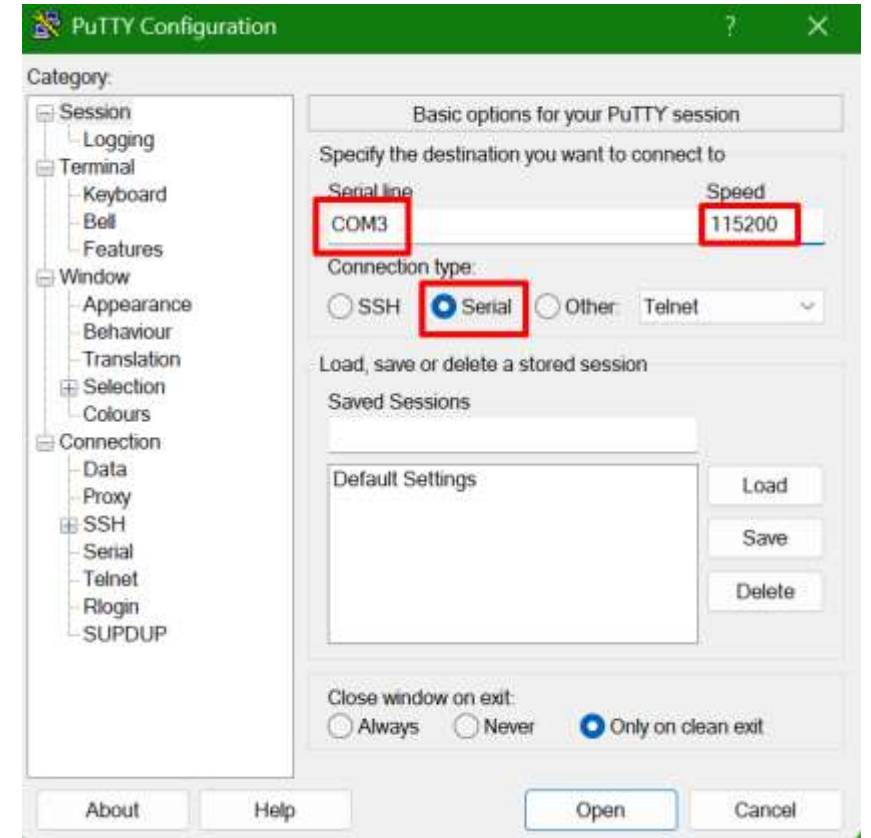 PuTTY Configuration ? ×
Category:
Session
Logging
Terminal
Keyboard
Bell
Features
Window
Appearance
Behaviour
Translation
Selection
Colours
Connection
Data
Proxy
SSH
Serial
Telnet
Rlogin
SUPDUP
Basic options for your PuTTY session
Specify the destination you want to connect to
Serial line Speed
COM3 115200
Connection type:
SSH Serial Other: Telnet
Load, save or delete a stored session
Saved Sessions
Default Settings
Load
Save
Delete
Close window on exit:
Always Never Only on clean exit
About Help Open Cancel